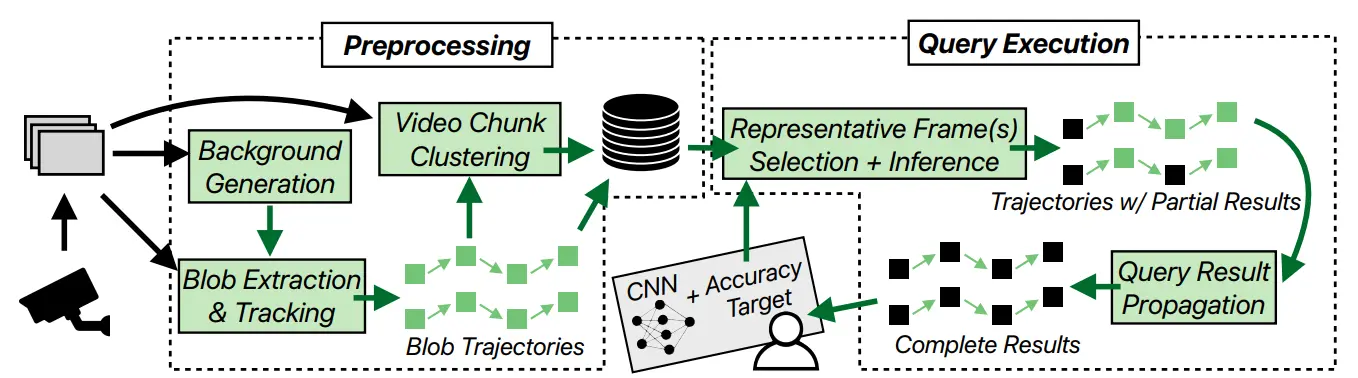 Preprocessing
Query Execution
Video Chunk
Clustering
Background
Generation
Blob Extraction
& Tracking
Blob Trajectories
Representative Frame(s)
Selection + Inference
Trajectories w/ Partial Results
CNN + Accuracy
Target
Query Result
Propagation
Complete Results